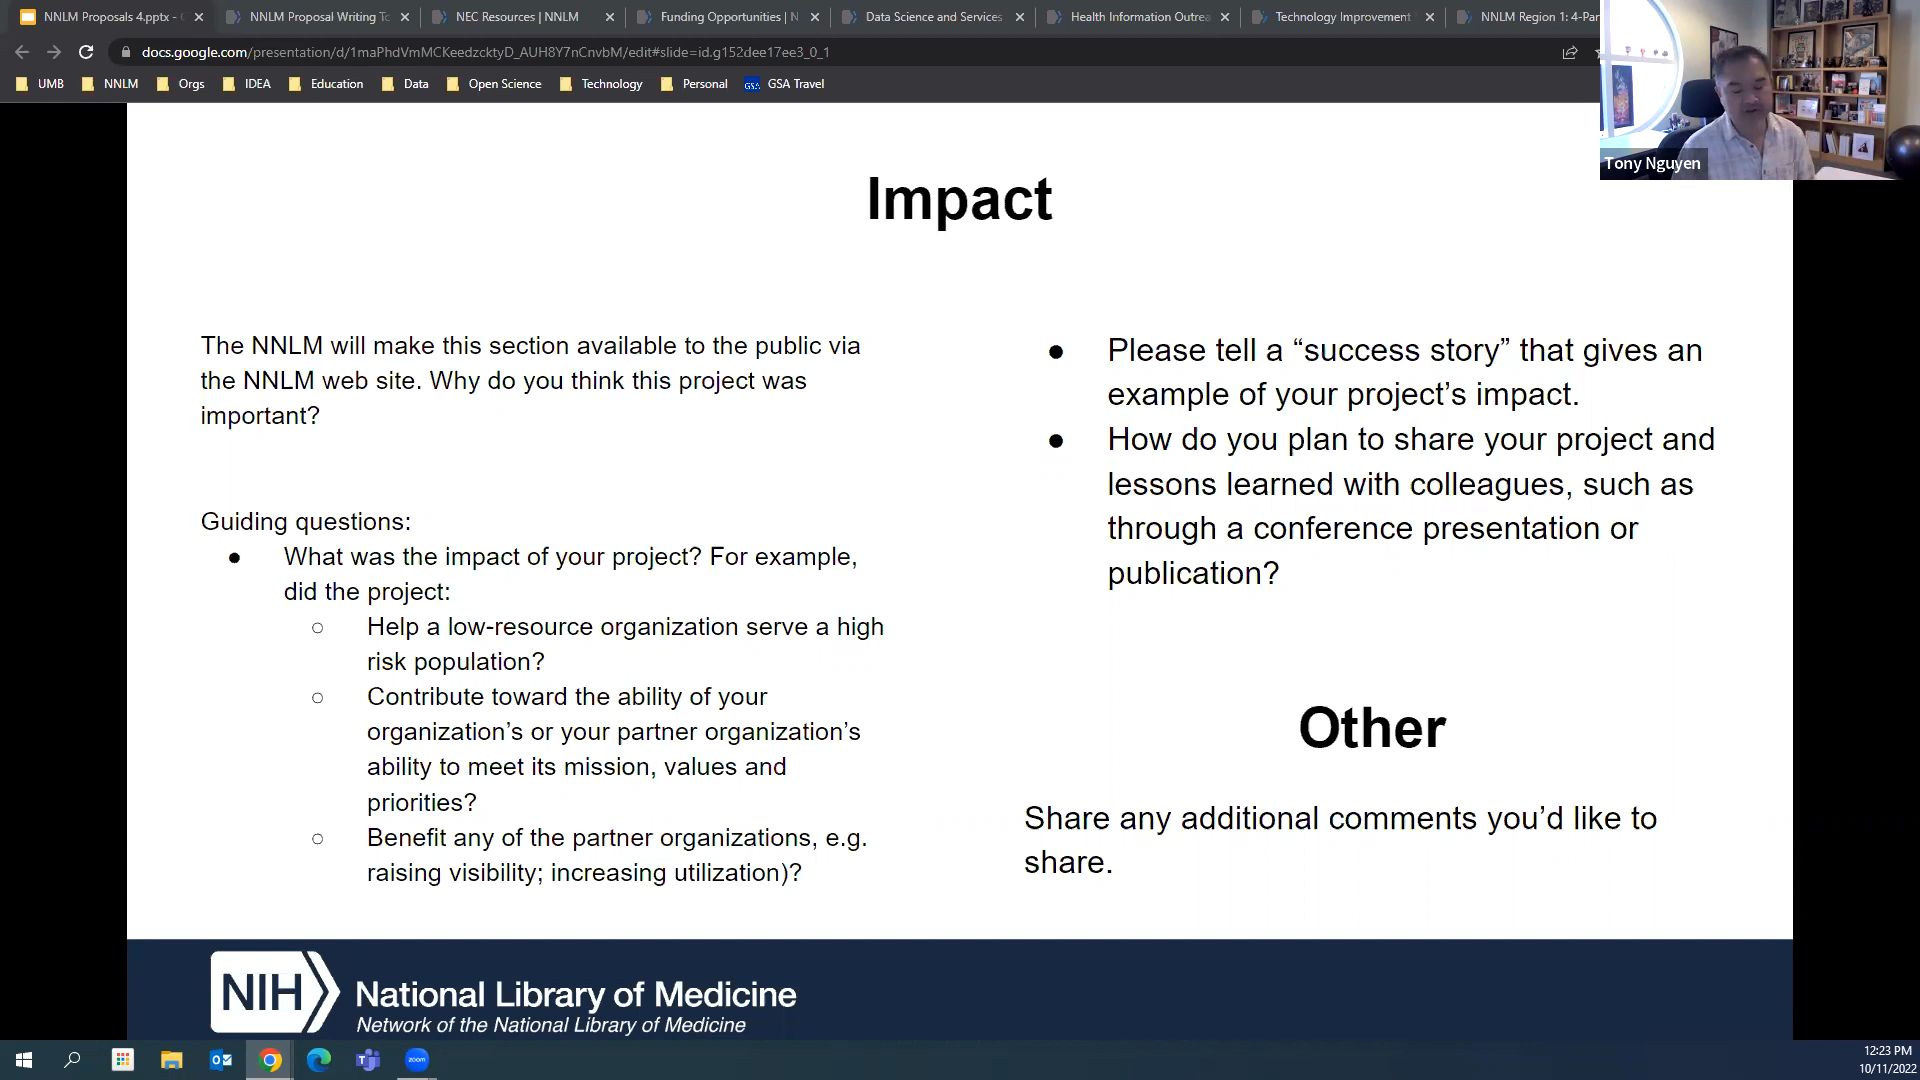 NNLM Proposals 4.pptx - G
NNLM Proposal Writing To
NEC Resources | NNLM
Funding Opportunities | N
Data Science and Services
Health Information Outrea
Technology Improvement
NNLM Region 1: 4-Par
docs.google.com/presentation/d/1maPhdVmMCKeedzcktyD_AUH8Y7nCnvbM/edit#slide=id.g152dee17ee3_0_1
UMB
NNLM
Orgs
IDEA
Education
Data
Open Science
Technology
Personal
GSA
GSA Travel
Tony Nguyen
Impact
The NNLM will make this section available to the public via
the NNLM web site. Why do you think this project was
important?
Guiding questions:
● What was the impact of your project? For example,
did the project:
○ Help a low-resource organization serve a high
risk population?
○ Contribute toward the ability of your
organization’s or your partner organization’s
ability to meet its mission, values and
priorities?
○ Benefit any of the partner organizations, e.g.
raising visibility; increasing utilization)?
● Please tell a “success story” that gives an
example of your project’s impact.
● How do you plan to share your project and
lessons learned with colleagues, such as
through a conference presentation or
publication?
Other
Share any additional comments you’d like to
share.
NIH
National Library of Medicine
Network of the National Library of Medicine
zoom
12:23 PM
10/11/2022